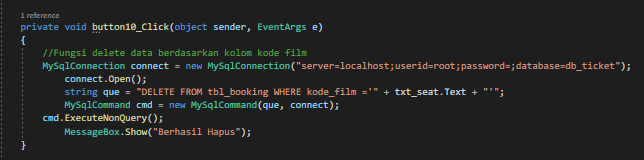 1 reference
private void button10_Click(object sender, EventArgs e)
{
//Fungsi delete data berdasarkan kolom kode film
MySqlConnection connect = new MySqlConnection("server=localhost;userid=root;password=;database=db_ticket");
connect.Open();
string que = "DELETE FROM tbl_booking WHERE kode_film ='" + txt_seat.Text + "'";
MySqlCommand cmd = new MySqlCommand(que, connect);
cmd.ExecuteNonQuery();
MessageBox.Show("Berhasil Hapus");
}